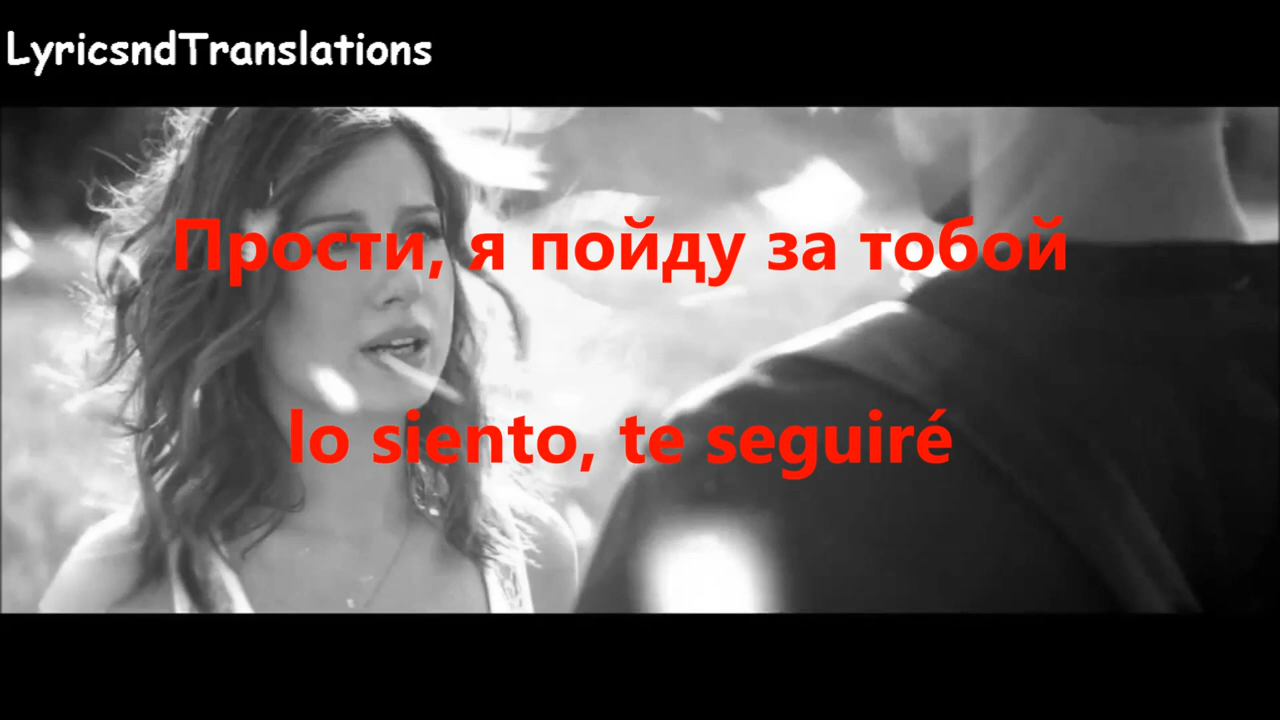 LyricsndTranslations
Прости, я пойду за тобой
lo siento, te seguiré